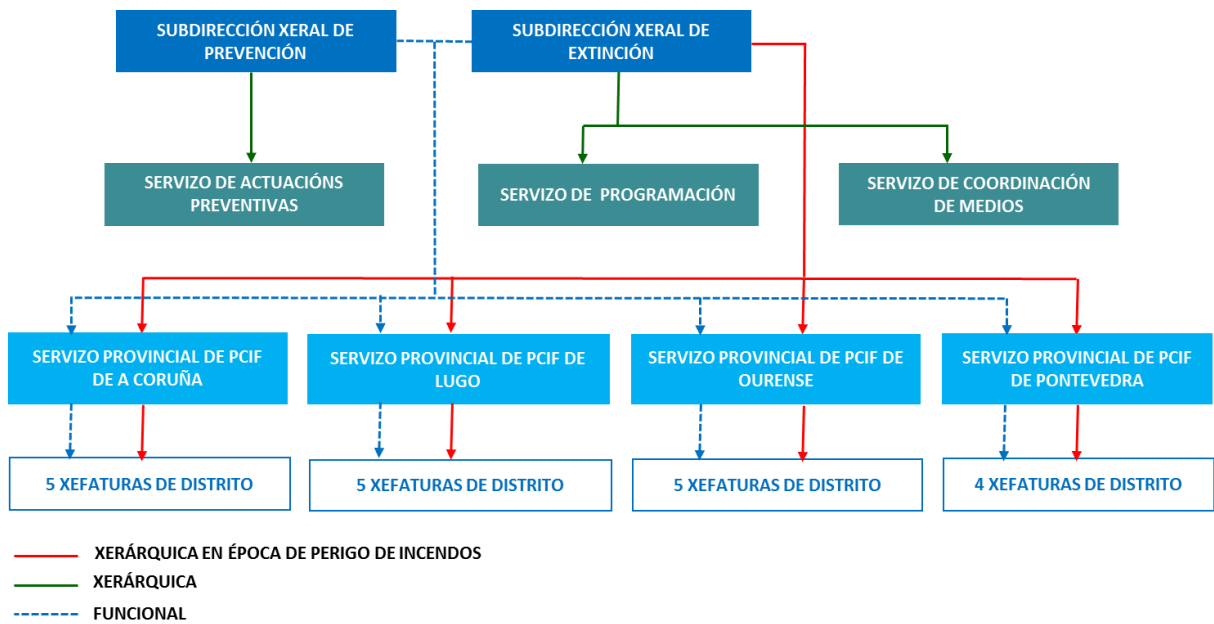 SUBDIRECCIÓN XERAL DE
PREVENCIÓN
SUBDIRECCIÓN XERAL DE
EXTINCIÓN
SERVIZO DE ACTUACIÓNS
PREVENTIVAS
SERVIZO DE PROGRAMACIÓN
SERVIZO DE COORDINACIÓN
DE MEDIOS
SERVIZO PROVINCIAL DE PCIF
DE A CORUÑA
SERVIZO PROVINCIAL DE PCIF DE
LUGO
SERVIZO PROVINCIAL DE PCIF DE
OURENSE
SERVIZO PROVINCIAL DE PCIF
DE PONTEVEDRA
5 XEFATURAS DE DISTRITO
5 XEFATURAS DE DISTRITO
5 XEFATURAS DE DISTRITO
4 XEFATURAS DE DISTRITO
XERÁRQUICA EN ÉPOCA DE PERIGO DE INCENDOS
XERÁRQUICA
FUNCIONAL